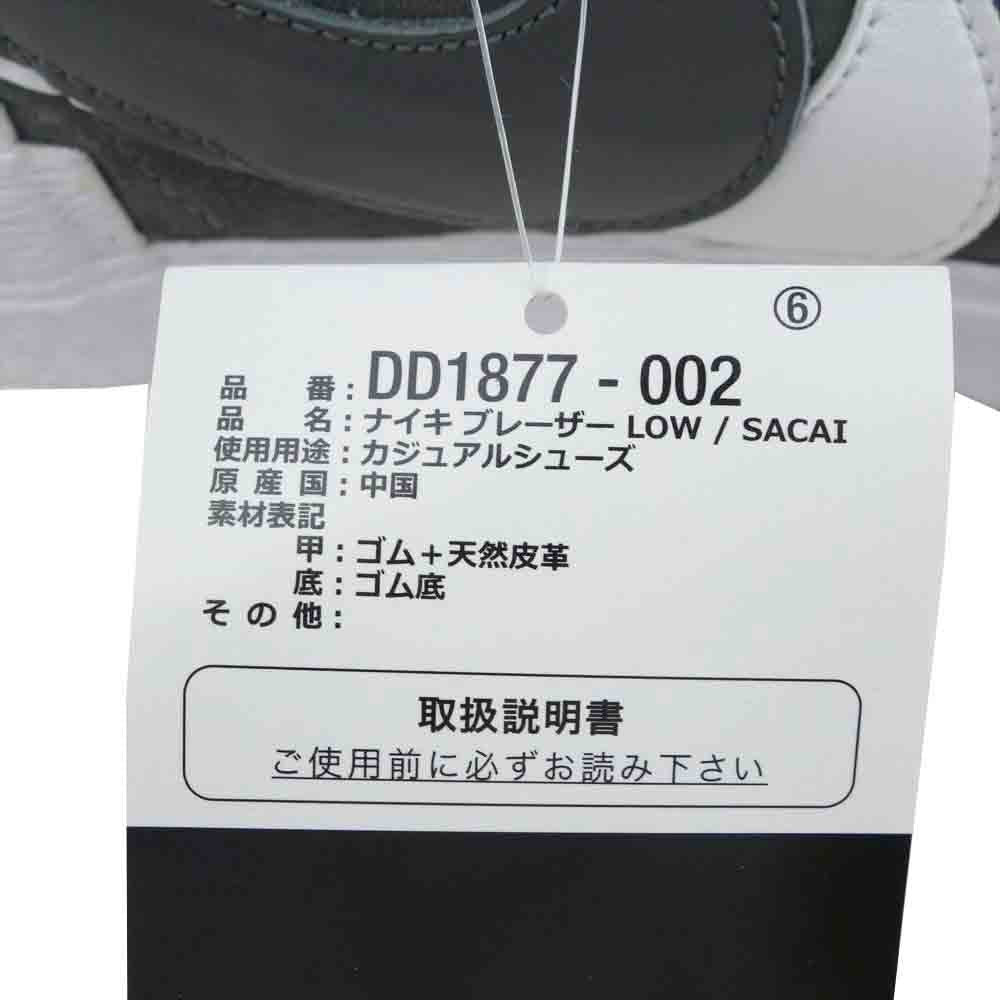 ⑥
品 番：DD1877 - 002
品 名：ナイキ ブレーザー LOW / SACAI
使用用途：カジュアルシューズ
原 産 国：中国
素材表記
甲：ゴム＋天然皮革
底：ゴム底
そ の 他：
取扱説明書
ご使用前に必ずお読み下さい